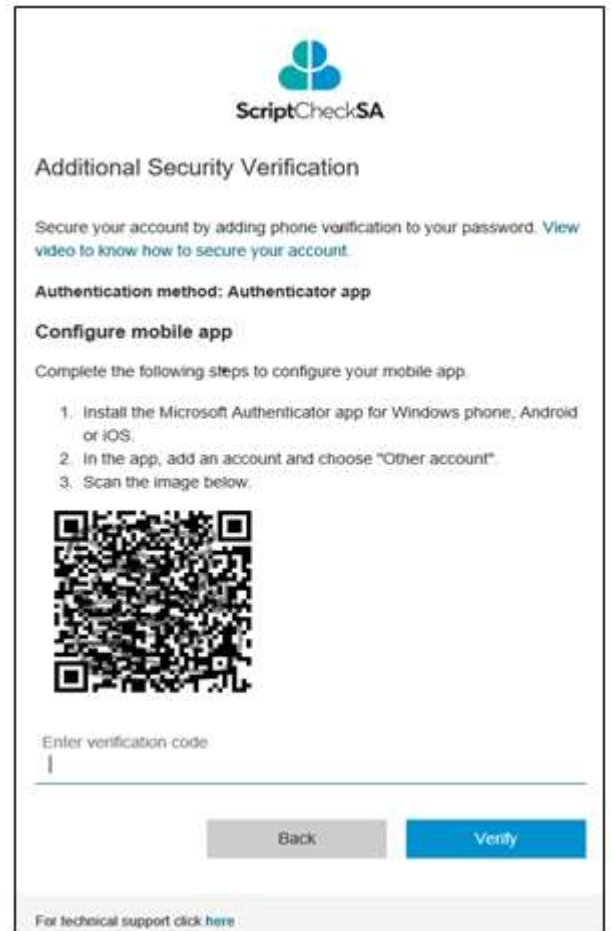 ScriptCheckSA
Additional Security Verification
Secure your account by adding phone verification to your password. View
video to know how to secure your account.
Authentication method: Authenticator app
Configure mobile app
Complete the following steps to configure your mobile app.
1. Install the Microsoft Authenticator app for Windows phone, Android
or iOS.
2. In the app, add an account and choose "Other account".
3. Scan the image below.
Enter verification code
Back Verify
For technical support click here